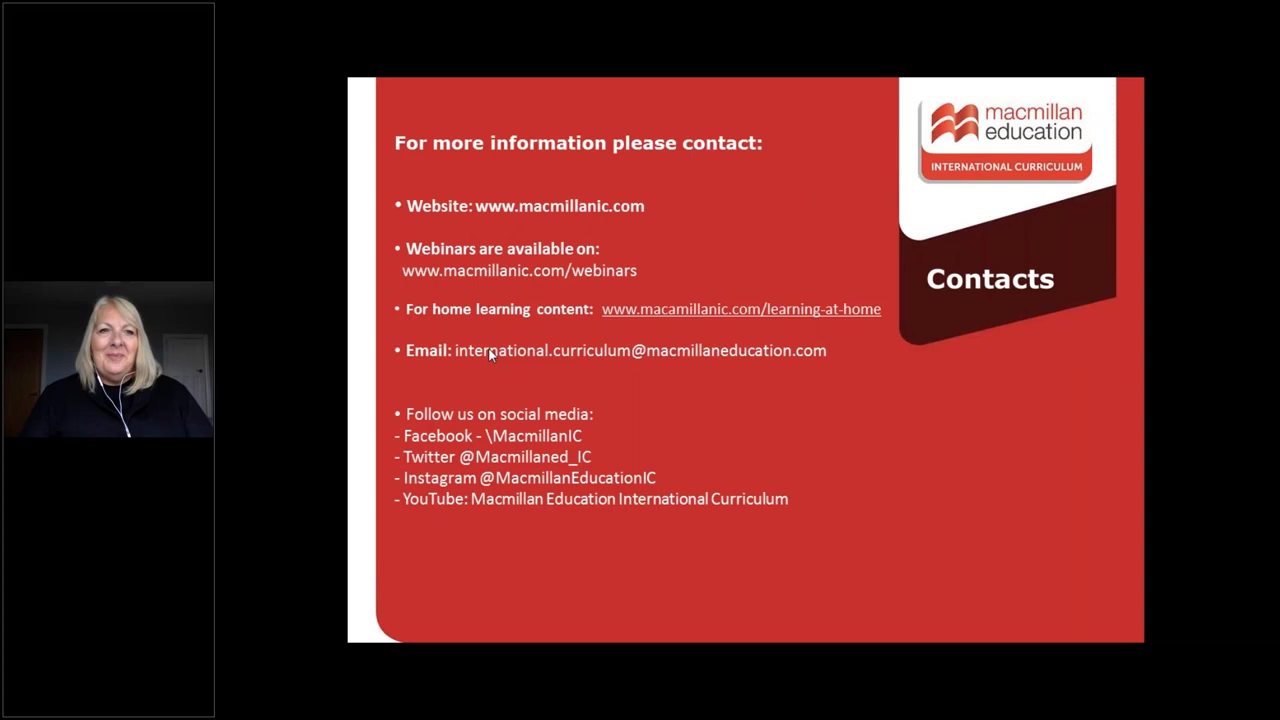 macmillan
education
INTERNATIONAL CURRICULUM
For more information please contact:
• Website: www.macmillanic.com
• Webinars are available on:
www.macmillanic.com/webinars
Contacts
• For home learning content: www.macamillanic.com/learning-at-home
• Email: international.curriculum@macmillaneducation.com
• Follow us on social media:
- Facebook - \MacmillanIC
- Twitter @Macmillaned_IC
- Instagram @MacmillanEducationIC
- YouTube: Macmillan Education International Curriculum